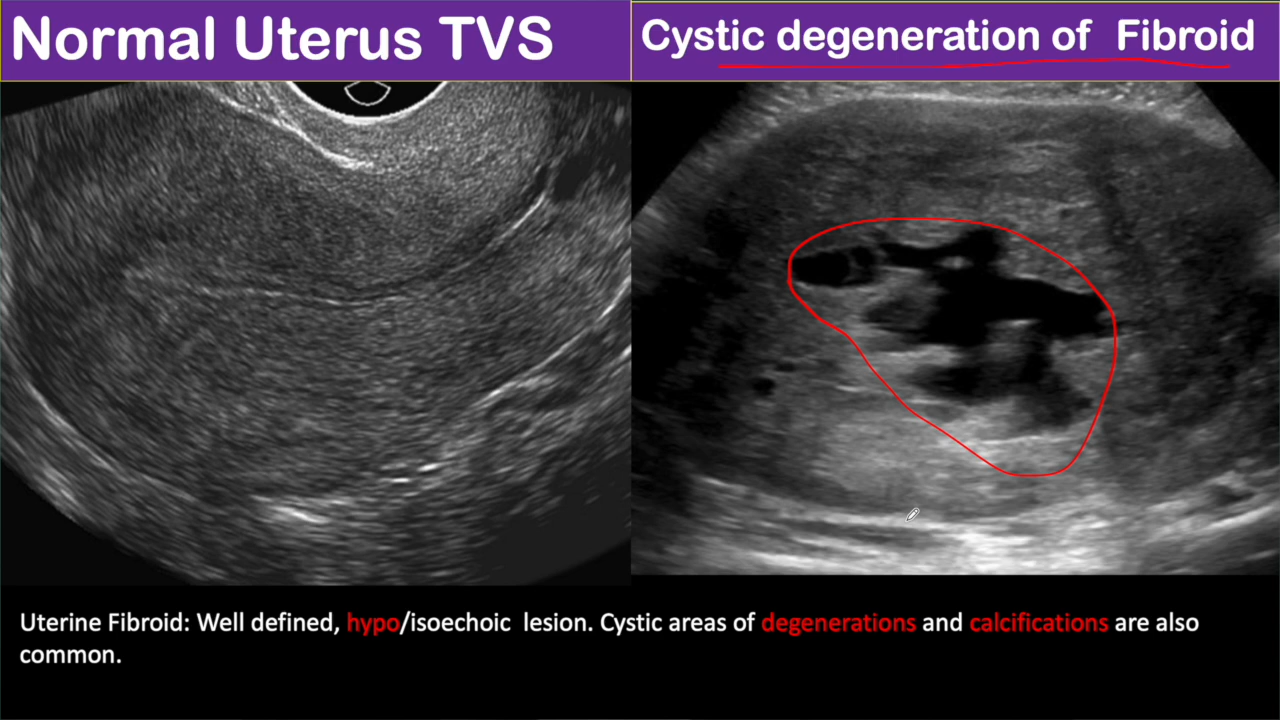 Normal Uterus TVS
Cystic degeneration of Fibroid
Uterine Fibroid: Well defined, hypo/isoechoic lesion. Cystic areas of degenerations and calcifications are also
common.